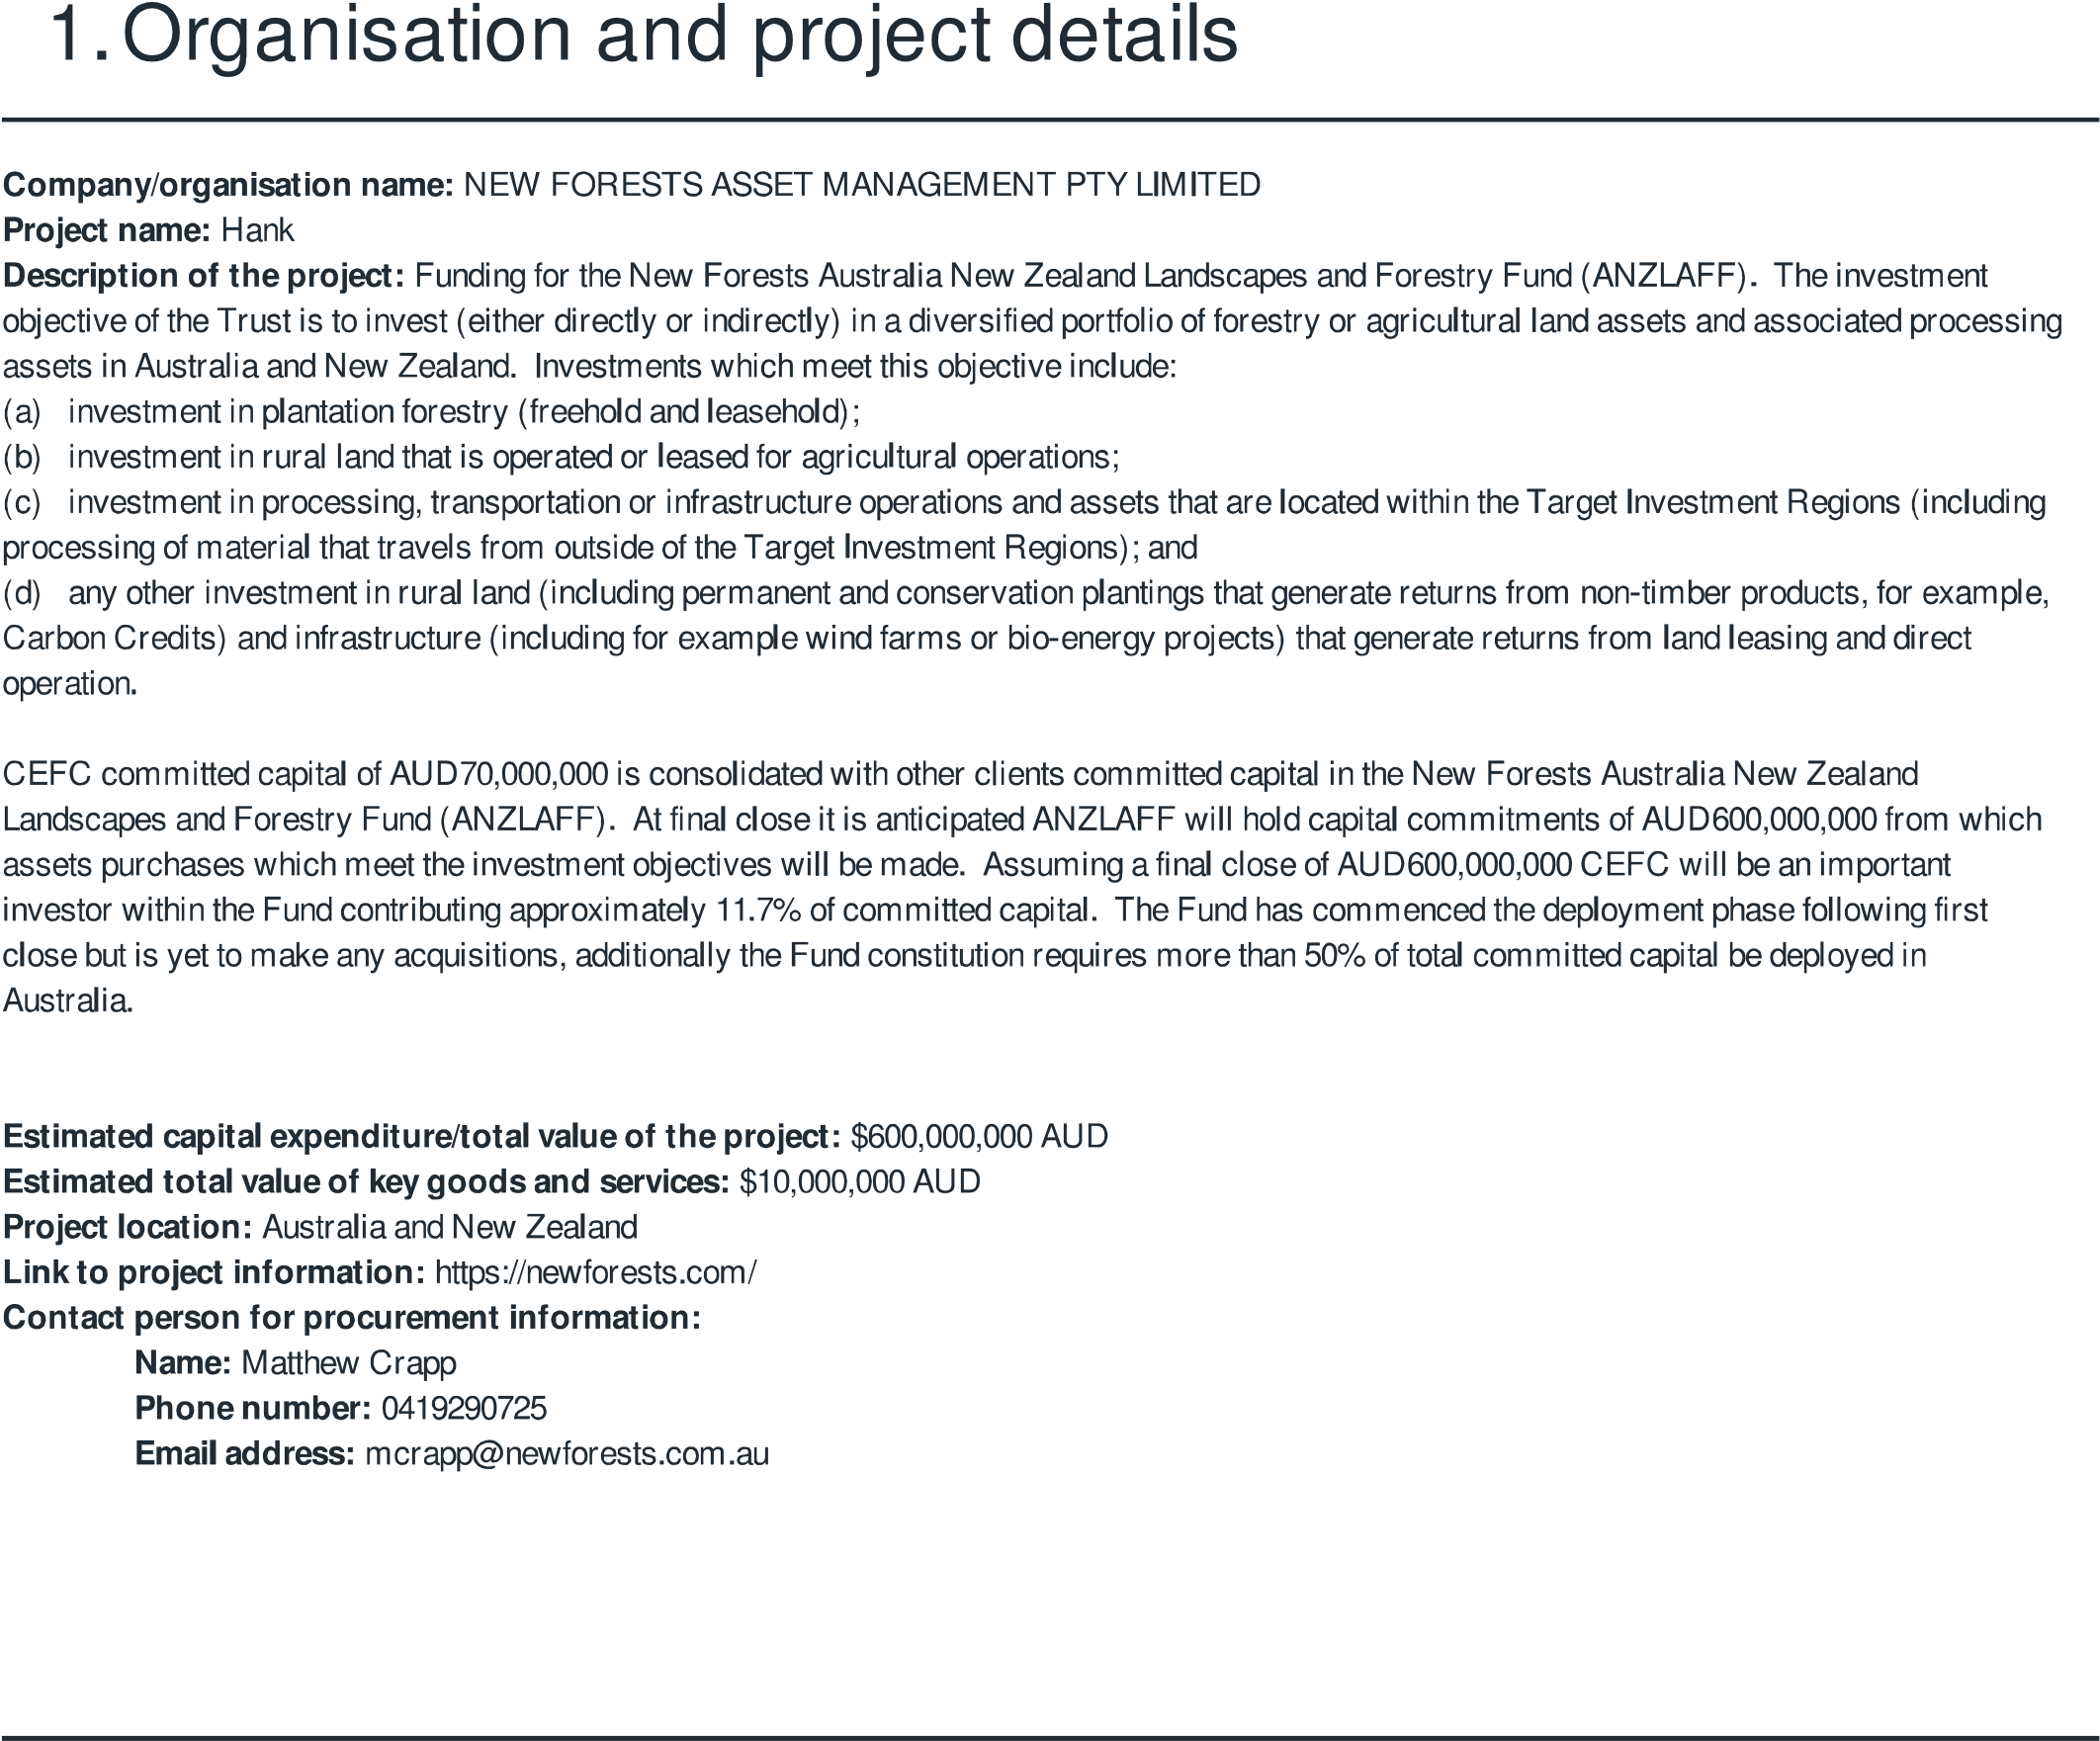 1. Organisation and project details
Company/organisation name: NEW FORESTS ASSET MANAGEMENT PTY LIMITED
Project name: Hank
Description of the project: Funding for the New Forests Australia New Zealand Landscapes and Forestry Fund (ANZLAFF). The investment
objective of the Trust is to invest (either directly or indirectly) in a diversified portfolio of forestry or agricultural land assets and associated processing
assets in Australia and New Zealand. Investments which meet this objective include:
(a) investment in plantation forestry (freehold and leasehold);
(b) investment in rural land that is operated or leased for agricultural operations;
(c) investment in processing, transportation or infrastructure operations and assets that are located within the Target Investment Regions (including
processing of material that travels from outside of the Target Investment Regions); and
(d) any other investment in rural land (including permanent and conservation plantings that generate returns from non-timber products, for example,
Carbon Credits) and infrastructure (including for example wind farms or bio-energy projects) that generate returns from land leasing and direct
operation.
CEFC committed capital of AUD70,000,000 is consolidated with other clients committed capital in the New Forests Australia New Zealand
Landscapes and Forestry Fund (ANZLAFF). At final close it is anticipated ANZLAFF will hold capital commitments of AUD600,000,000 from which
assets purchases which meet the investment objectives will be made. Assuming a final close of AUD600,000,000 CEFC will be an important
investor within the Fund contributing approximately 11.7% of committed capital. The Fund has commenced the deployment phase following first
close but is yet to make any acquisitions, additionally the Fund constitution requires more than 50% of total committed capital be deployed in
Australia.
Estimated capital expenditure/total value of the project: $600,000,000 AUD
Estimated total value of key goods and services: $10,000,000 AUD
Project location: Australia and New Zealand
Link to project information: https://newforests.com/
Contact person for procurement information:
Name: Matthew Crapp
Phone number: 0419290725
Email address: mcrapp@newforests.com.au